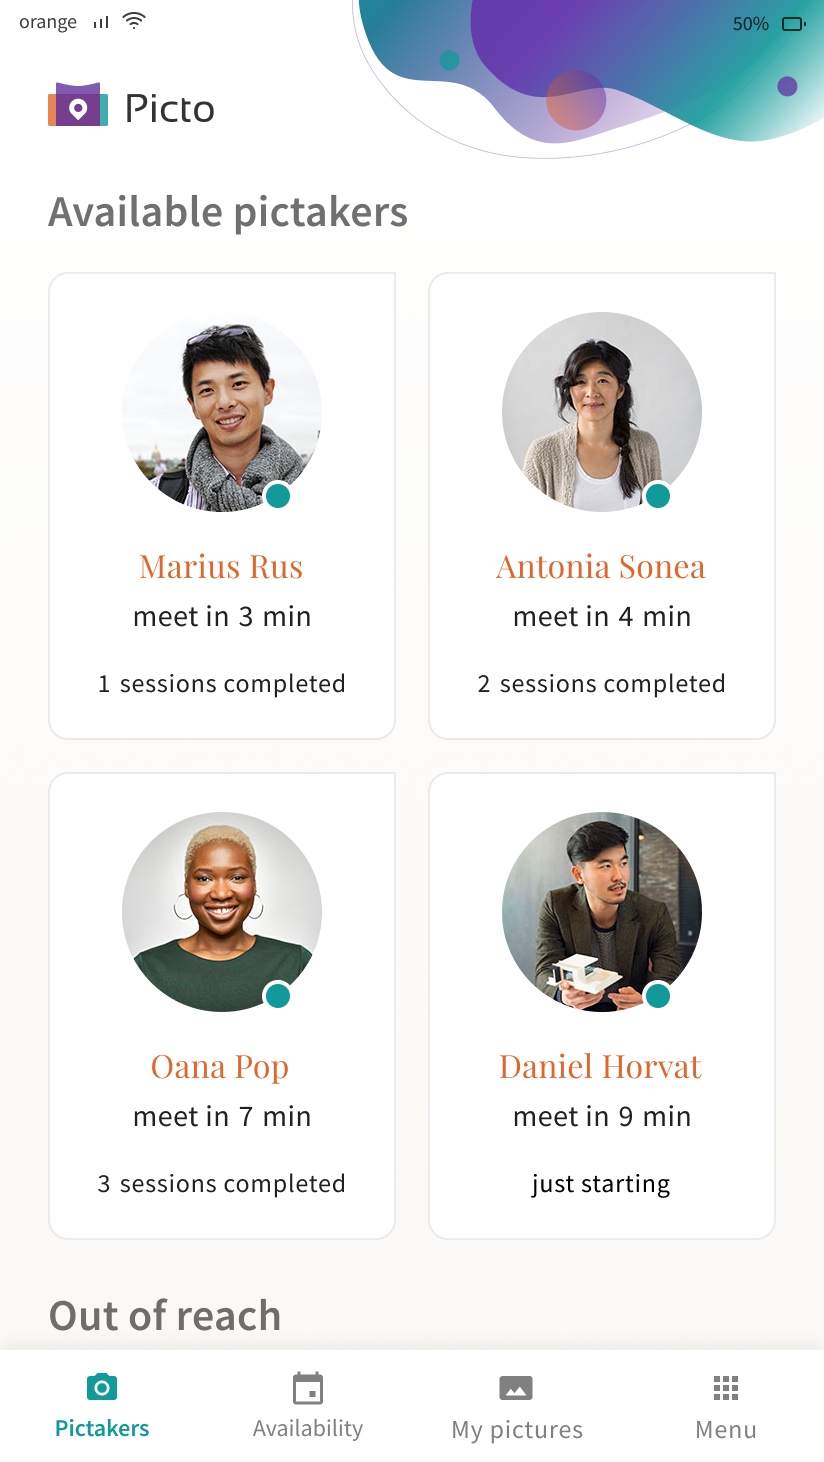 orange
50%
Picto
Available pictakers
Marius Rus
meet in 3 min
1 sessions completed
Antonia Sonea
meet in 4 min
2 sessions completed
Oana Pop
meet in 7 min
3 sessions completed
Daniel Horvat
meet in 9 min
just starting
Out of reach
Pictakers
Availability
My pictures
Menu